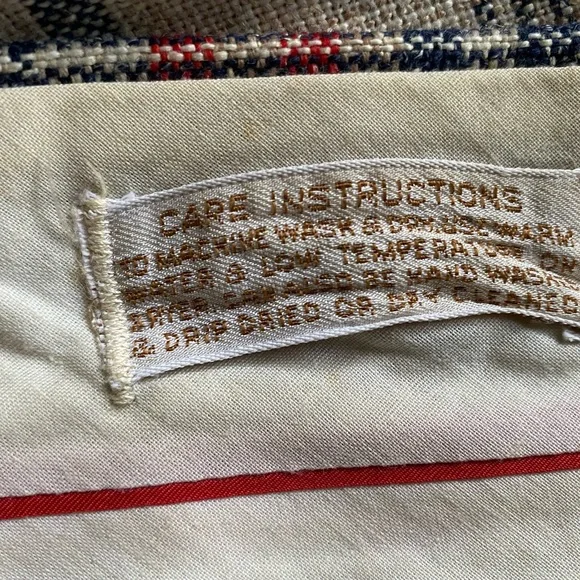 CARE INSTRUCTIONS
TO MACHINE WASH & DRY. USE WARM
WATER & LOW TEMPERATURE IN
DRYER. CAN ALSO BE HAND WASHED
& DRIP DRIED OR DRY CLEANED